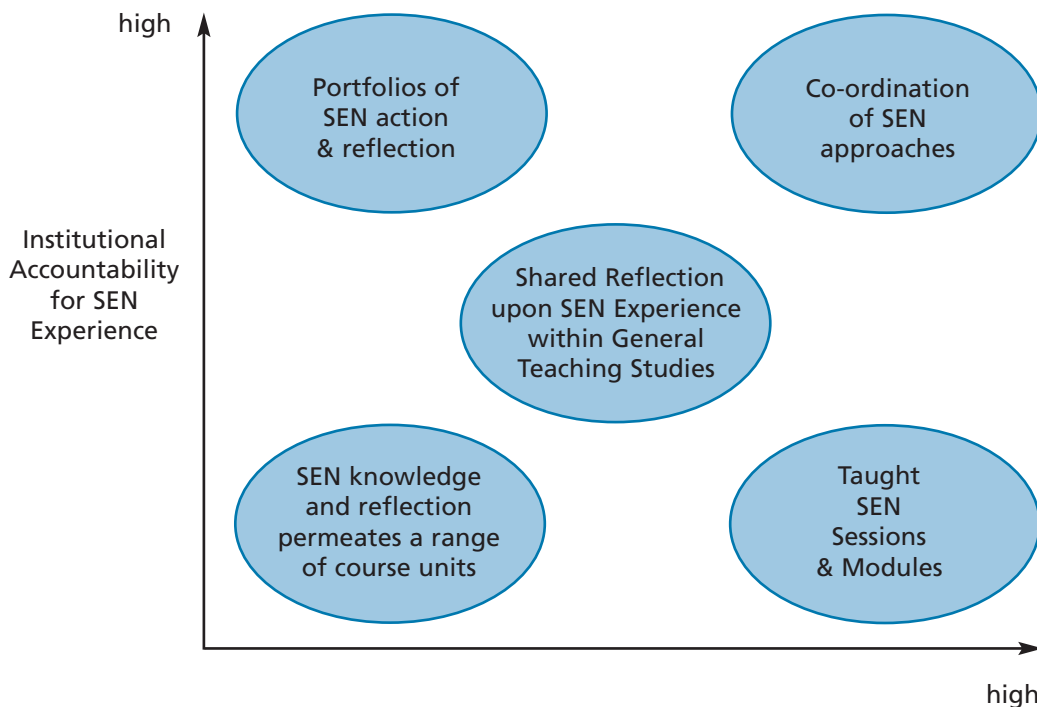 high
Portfolios of
SEN action
& reflection
Co-ordination
of SEN
approaches
Institutional
Accountability
for SEN
Experience
Shared Reflection
upon SEN Experience
within General
Teaching Studies
SEN knowledge
and reflection
permeates a range
of course units
Taught
SEN
Sessions
& Modules
high